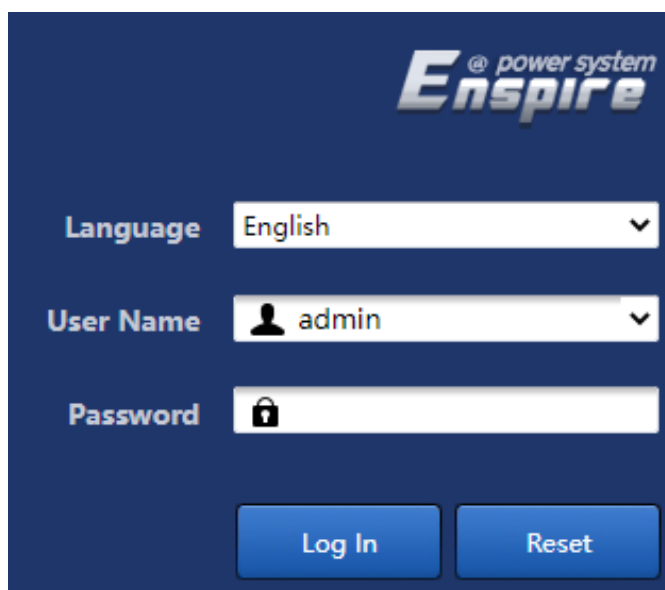 @ power system
Enspire
Language English
User Name admin
Password
Log In Reset